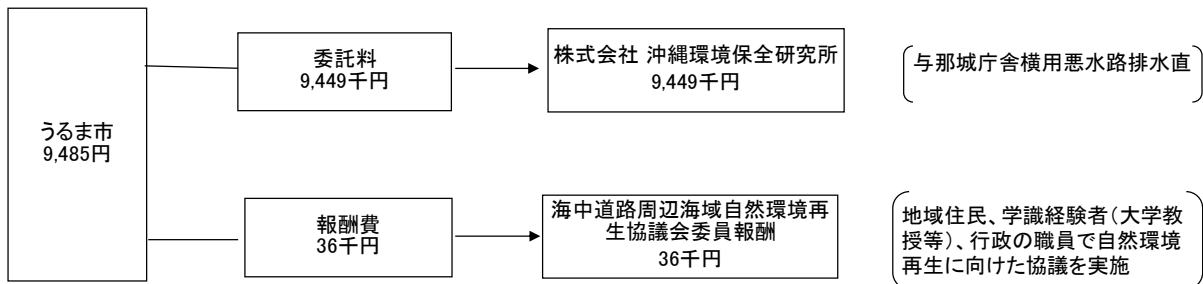 うるま市
9,485円
委託料
9,449千円
株式会社 沖縄環境保全研究所
9,449千円
与那城庁舎横用悪水路排水直
報酬費
36千円
海中道路周辺海域自然環境再
生協議会委員報酬
36千円
地域住民、学識経験者(大学教
授等)、行政の職員で自然環境
再生に向けた協議を実施